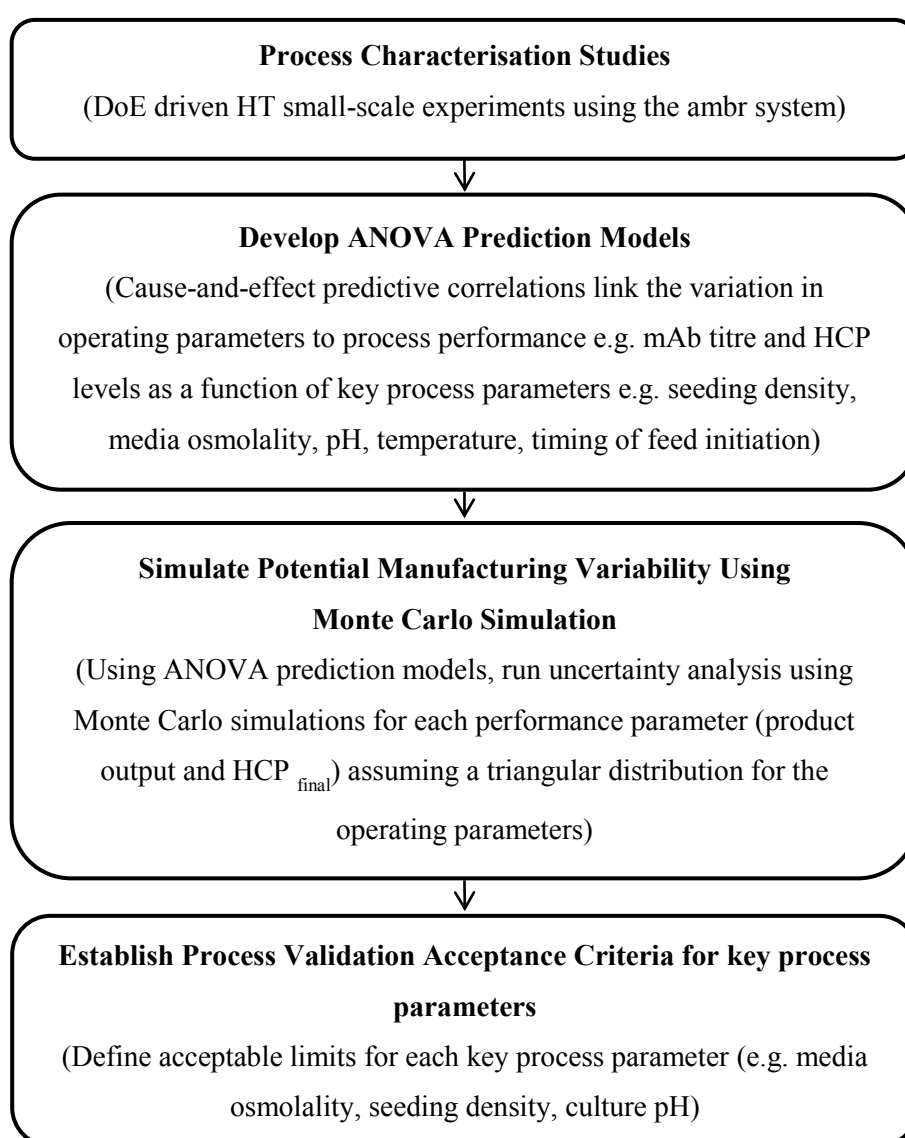 Process Characterisation Studies
(DoE driven HT small-scale experiments using the ambr system)
Develop ANOVA Prediction Models
(Cause-and-effect predictive correlations link the variation in
operating parameters to process performance e.g. mAb titre and HCP
levels as a function of key process parameters e.g. seeding density,
media osmolality, pH, temperature, timing of feed initiation)
Simulate Potential Manufacturing Variability Using
Monte Carlo Simulation
(Using ANOVA prediction models, run uncertainty analysis using
Monte Carlo simulations for each performance parameter (product
output and HCP final) assuming a triangular distribution for the
operating parameters)
Establish Process Validation Acceptance Criteria for key process
parameters
(Define acceptable limits for each key process parameter (e.g. media
osmolality, seeding density, culture pH)